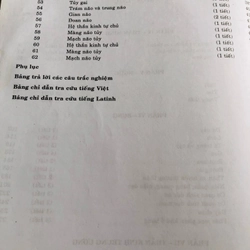 53 Tủy gai (1 tiết)
54 Trám não và trung não (1 tiết)
55 Gian não (2 tiết)
56 Đoan não (1 tiết)
57 Hệ thần kinh tự chủ (1 tiết)
58 Màng não tủy (1 tiết)
59 Mạch não tủy (1 tiết)
60 Hệ thần kinh tự chủ (1 tiết)
61 Màng não tủy (1 tiết)
62 Mạch não tủy (1 tiết)
Phụ lục
Bảng trả lời các câu trắc nghiệm
Bảng chỉ dẫn tra cứu tiếng Việt
Bảng chỉ dẫn tra cứu tiếng Latinh